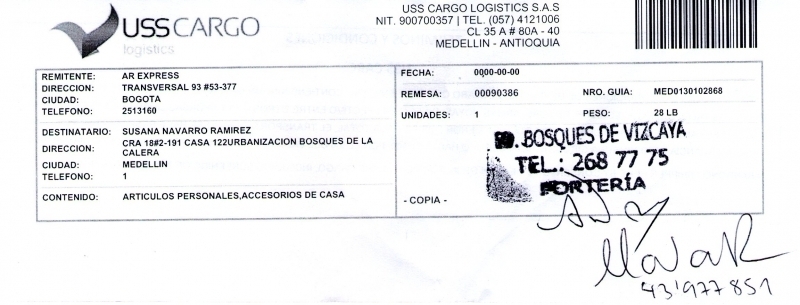 USS CARGO
logistics
USS CARGO LOGISTICS S.A.S
NIT. 900700357 | TEL. (057) 4121006
CL 35 A # 80A - 40
MEDELLIN - ANTIOQUIA
REMITENTE: AR EXPRESS
DIRECCION: TRANSVERSAL 93 #53-377
CIUDAD: BOGOTA
TELEFONO: 2513160
DESTINATARIO: SUSANA NAVARRO RAMIREZ
DIRECCION: CRA 18#2-191 CASA 122URBANIZACION BOSQUES DE LA
CALERA
CIUDAD: MEDELLIN
TELEFONO: 1
CONTENIDO: ARTICULOS PERSONALES,ACCESORIOS DE CASA
FECHA: 0000-00-00
REMESA: 00090386 NRO. GUIA: MED0130102868
UNIDADES: 1 PESO: 28 LB
BOSQUES DE VIZCAYA
TEL.: 268 77 75
PORTERÍA
- COPIA -
43'977851